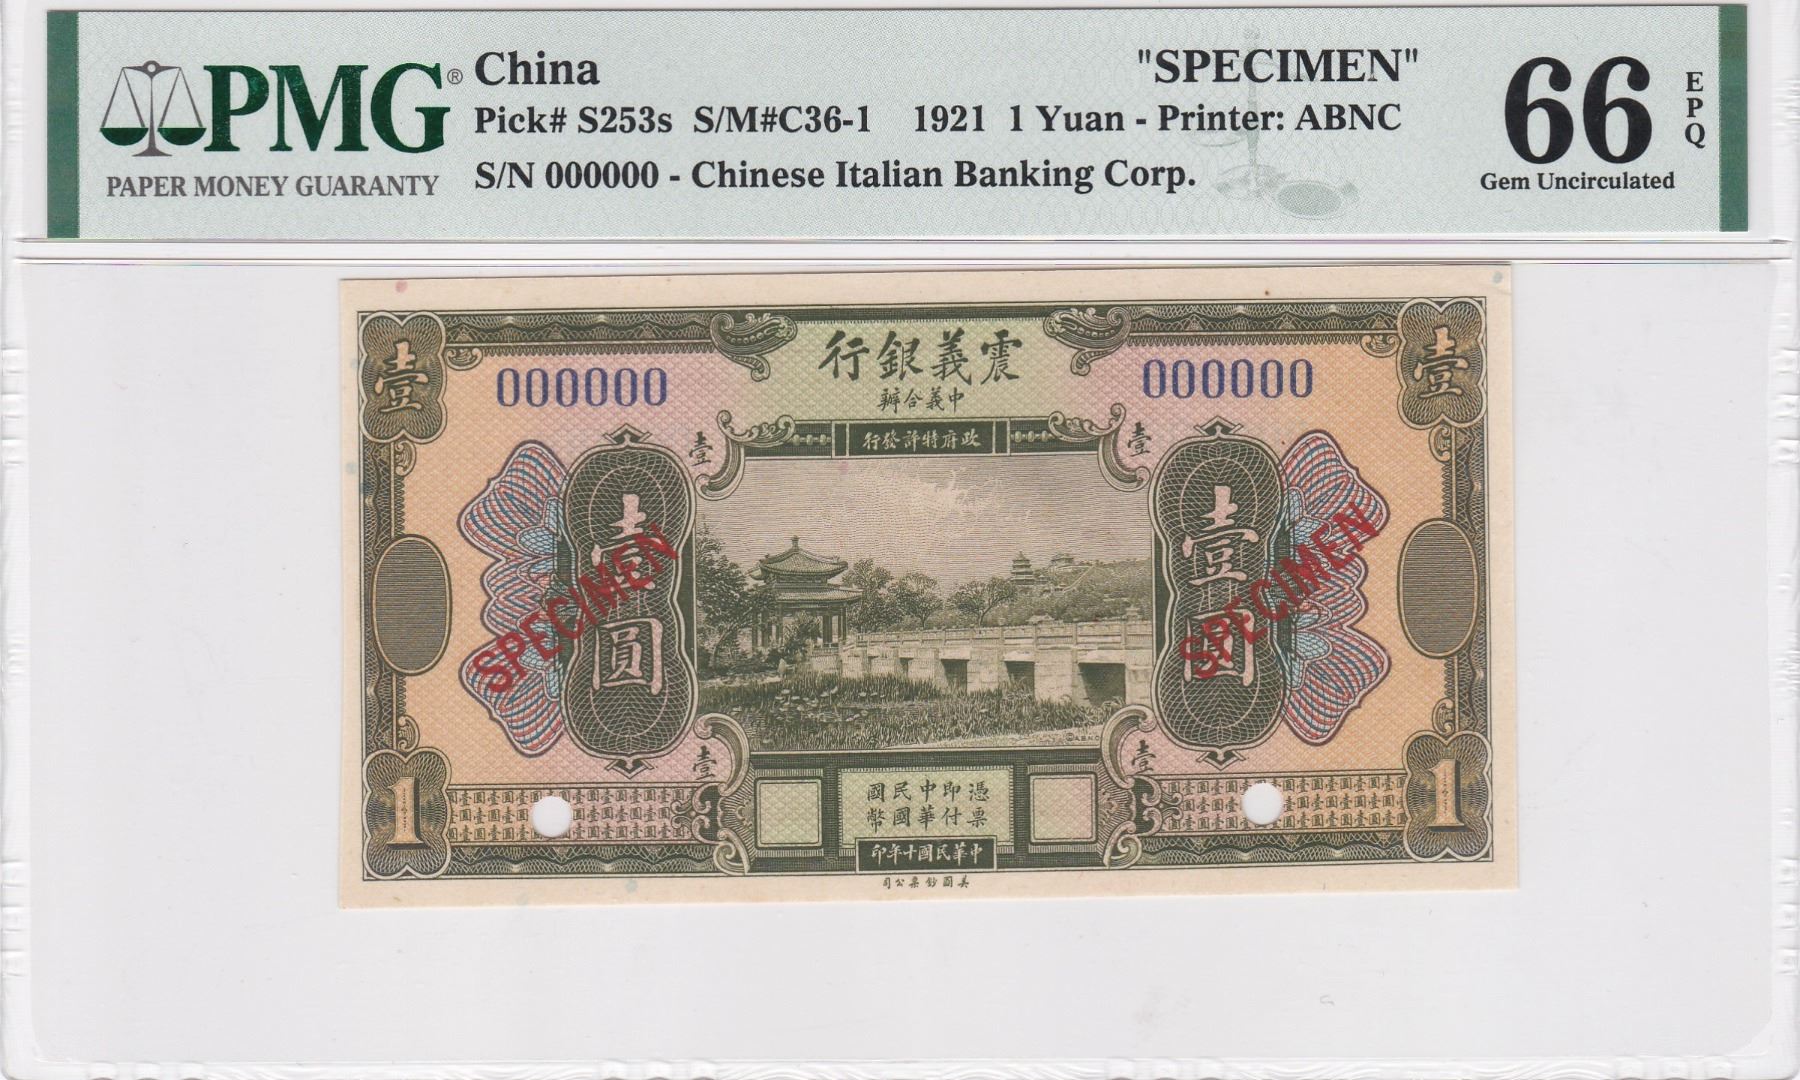 PMG®
PAPER MONEY GUARANTY
China
"SPECIMEN"
Pick# S253s S/M#C36-1 1921 1 Yuan - Printer: ABNC
S/N 000000 - Chinese Italian Banking Corp.
66
EPQ
Gem Uncirculated
行銀義震
辦合義中
行發許特府政
000000
000000
壹
壹
壹
壹
壹圓
壹圓
SPECIMEN
SPECIMEN
壹
壹
1
1
國民中即憑
幣國華付票
印年十國民華中
司公票鈔國美